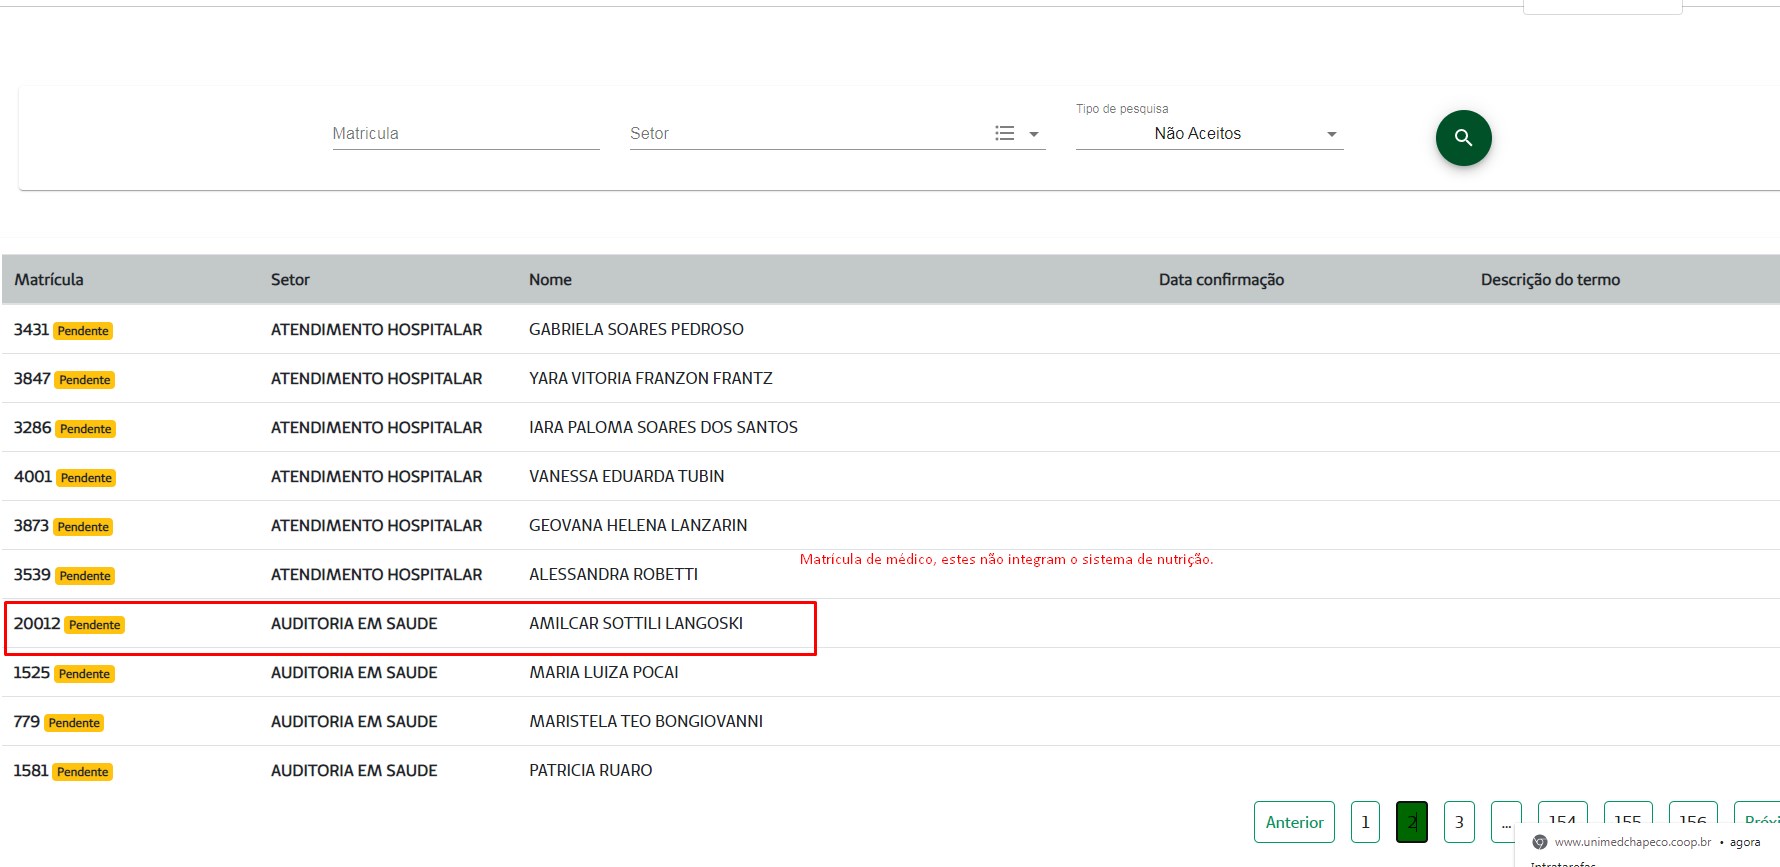 Tipo de pesquisa
Matricula Setor Não Aceitos
Matrícula Setor Nome Data confirmação Descrição do termo
3431 Pendente ATENDIMENTO HOSPITALAR GABRIELA SOARES PEDROSO
3847 Pendente ATENDIMENTO HOSPITALAR YARA VITORIA FRANZON FRANTZ
3286 Pendente ATENDIMENTO HOSPITALAR IARA PALOMA SOARES DOS SANTOS
4001 Pendente ATENDIMENTO HOSPITALAR VANESSA EDUARDA TUBIN
3873 Pendente ATENDIMENTO HOSPITALAR GEOVANA HELENA LANZARIN
Matrícula de médico, estes não integram o sistema de nutrição.
3539 Pendente ATENDIMENTO HOSPITALAR ALESSANDRA ROBETTI
20012 Pendente AUDITORIA EM SAUDE AMILCAR SOTTILI LANGOSKI
1525 Pendente AUDITORIA EM SAUDE MARIA LUIZA POCAI
779 Pendente AUDITORIA EM SAUDE MARISTELA TEO BONGIOVANNI
1581 Pendente AUDITORIA EM SAUDE PATRICIA RUARO
Anterior 1 2 3 ... 154 155 156
www.unimedchapeco.coop.br • agora
Intratarefas